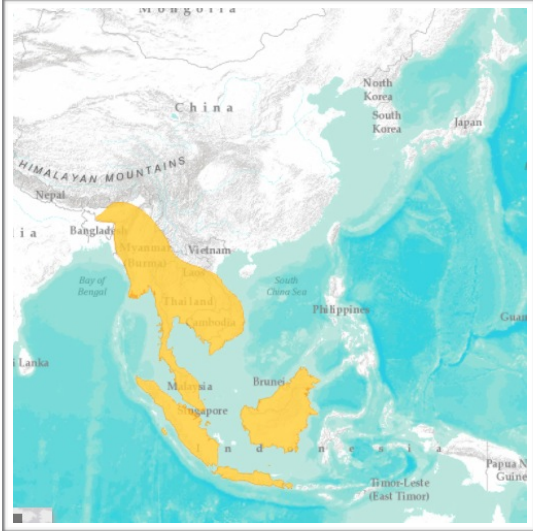 Mongolia
China
North
Korea
South
Korea
Japan
HIMALAYAN MOUNTAINS
Nepal
ia
Bangladesh
Myanmar
(Burma)
Vietnam
Laos
Bay of
Bengal
South
China Sea
Thailand
Cambodia
Philippines
Guam
i Lanka
Malaysia
Brunei
Singapore
Indonesia
Papua N
Guine
Timor-Leste
(East Timor)